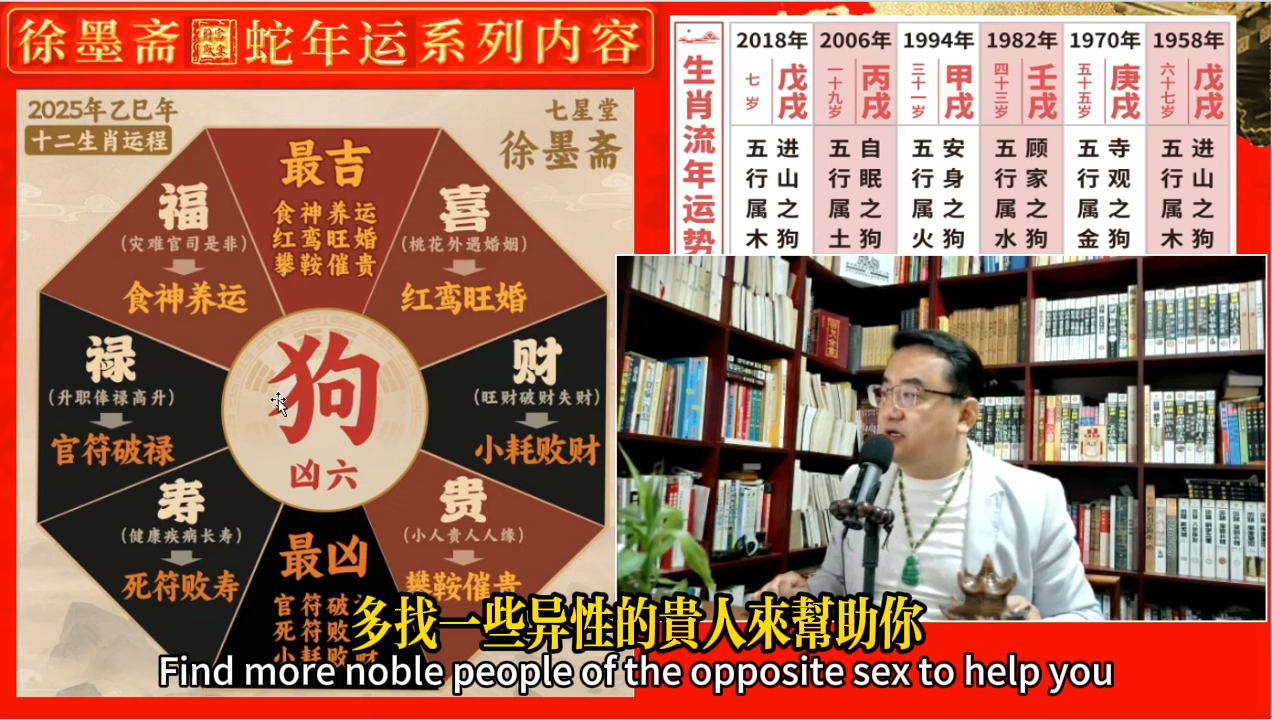 徐墨斋 蛇年运系列内容
2025年乙巳年
十二生肖运程
七星堂
徐墨斋
最吉
食神养运
红鸾旺婚
攀鞍催贵
福
(灾难官司是非)
食神养运
喜
(桃花外遇婚姻)
红鸾旺婚
禄
(升职俸禄高升)
官符破禄
狗
凶六
财
(旺财破财失财)
小耗败财
寿
(健康疾病长寿)
死符败寿
贵
(小人贵人人缘)
攀鞍催贵
最凶
官符破
死符败
小耗败财
生肖流年运势
2018年
戊戌
七岁
进山之狗
五行属木
2006年
丙戌
一十九岁
自眠之狗
五行属土
1994年
甲戌
三十一岁
安身之狗
五行属火
1982年
壬戌
四十三岁
顾家之狗
五行属水
1970年
庚戌
五十五岁
寺观之狗
五行属金
1958年
戊戌
六十七岁
进山之狗
五行属木
多找一些异性的貴人來幫助你
Find more noble people of the opposite sex to help you